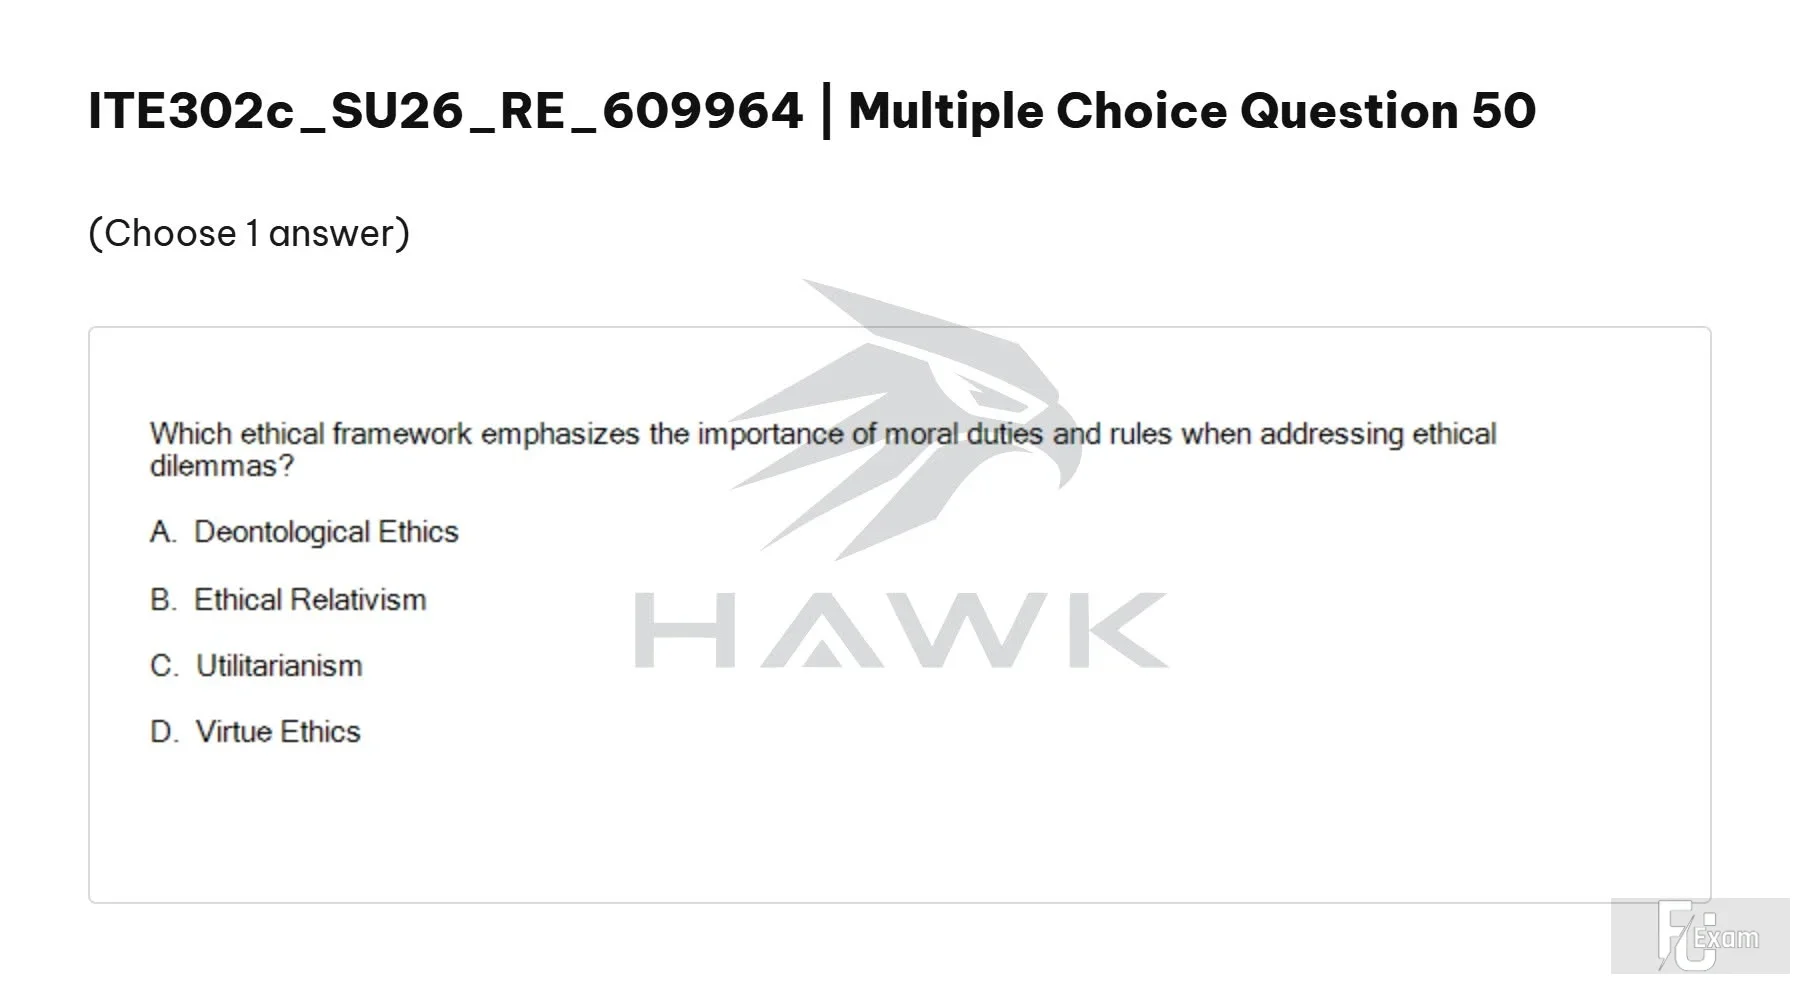 ITE302c_SU26_RE_609964 | Multiple Choice Question 50
(Choose 1 answer)
Which ethical framework emphasizes the importance of moral duties and rules when addressing ethical
dilemmas?
A. Deontological Ethics
B. Ethical Relativism
C. Utilitarianism
D. Virtue Ethics
HAWK
FU Exam